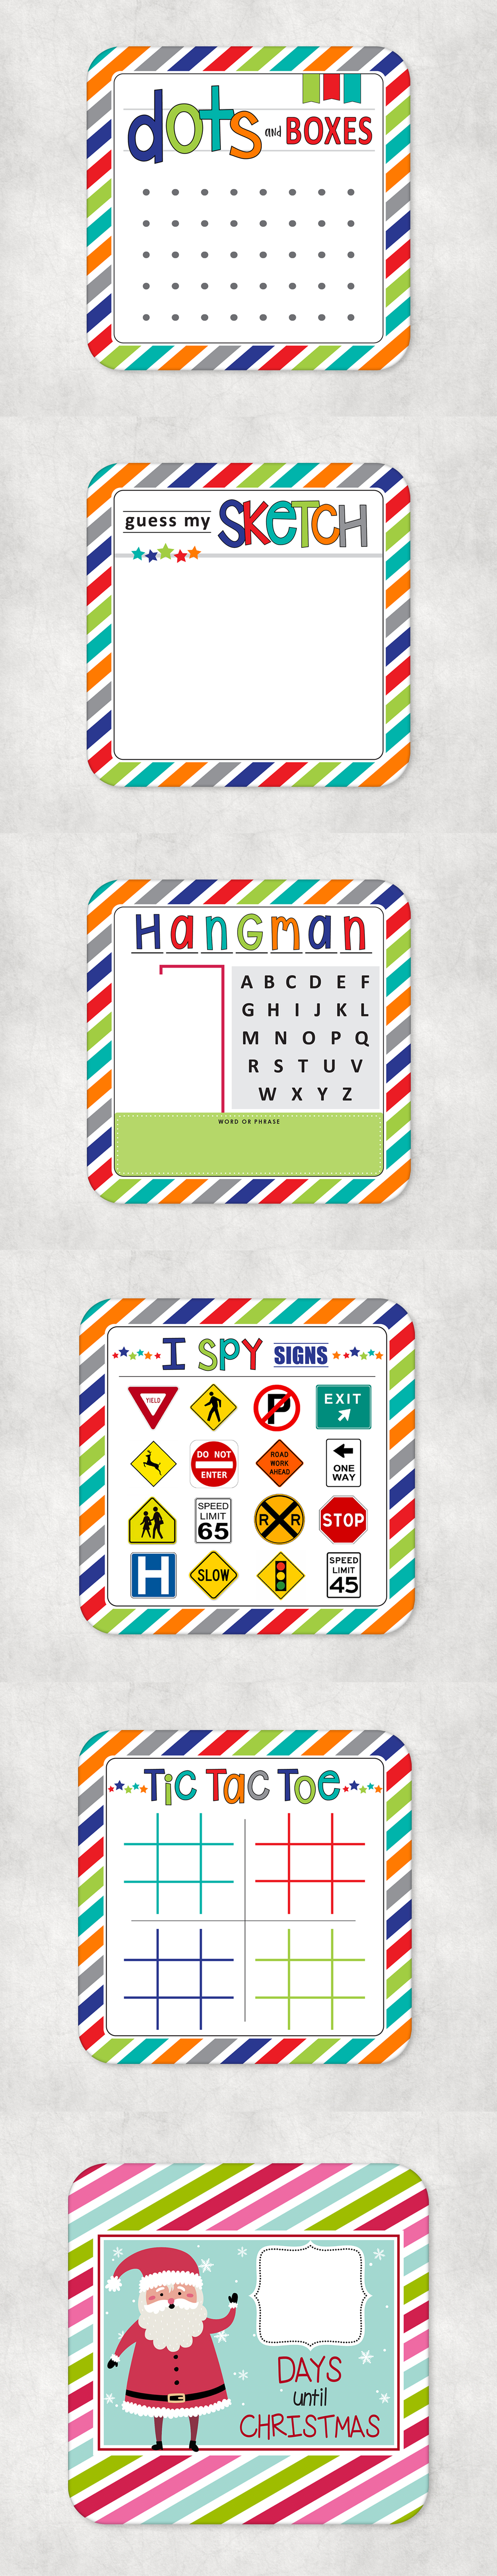 dots and BOXES
guess my SKETCH
HanGman
A B C D E F
G H I J K L
M N O P Q
R S T U V
W X Y Z
WORD OR PHRASE
I SPY SIGNS
YIELD
P
EXIT
DO NOT
ENTER
ROAD
WORK
AHEAD
ONE
WAY
SPEED
LIMIT
65
R R
STOP
H
SLOW
SPEED
LIMIT
45
Tic Tac Toe
DAYS
until
CHRISTMAS